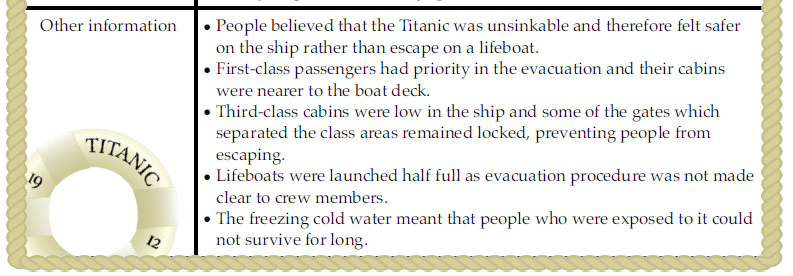 Other information
• People believed that the Titanic was unsinkable and therefore felt safer
on the ship rather than escape on a lifeboat.
• First-class passengers had priority in the evacuation and their cabins
were nearer to the boat deck.
• Third-class cabins were low in the ship and some of the gates which
separated the class areas remained locked, preventing people from
escaping.
• Lifeboats were launched half full as evacuation procedure was not made
clear to crew members.
• The freezing cold water meant that people who were exposed to it could
not survive for long.
TITANIC
19
12